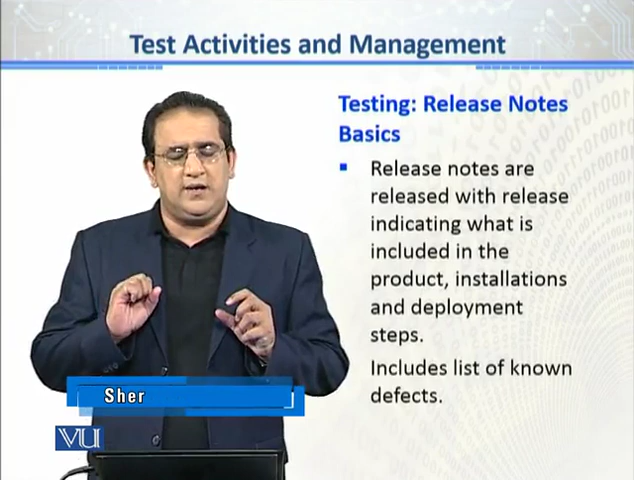 Test Activities and Management
Testing: Release Notes
Basics
Release notes are
released with release
indicating what is
included in the
product, installations
and deployment
steps.
Includes list of known
defects.
Sher
VU